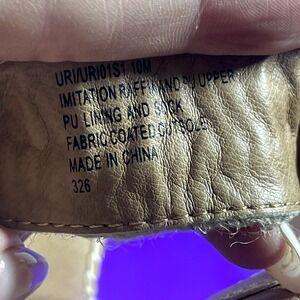 URI/URI01S1 10M
IMITATION RAFFIA AND PU UPPER
PU LINING AND SOCK
FABRIC COATED OUTSOLE
MADE IN CHINA
326